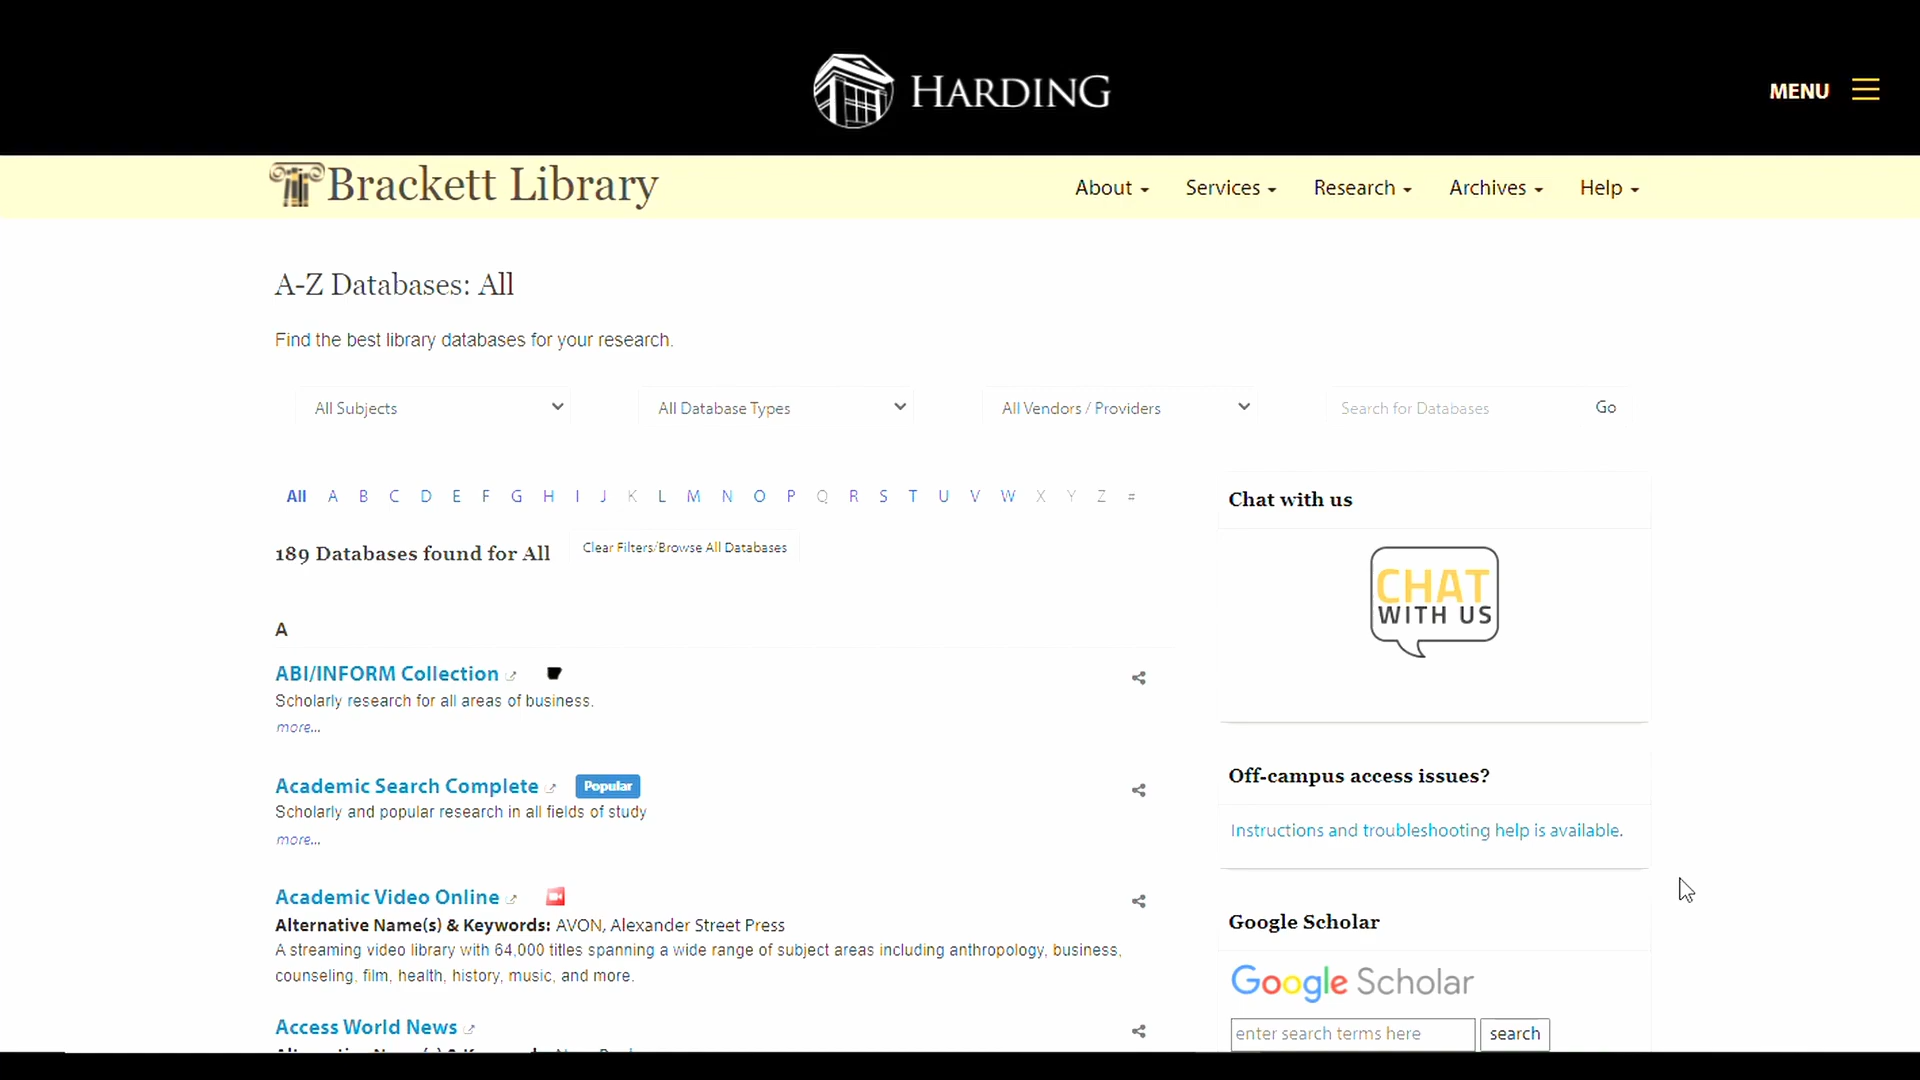 HARDING
MENU
Brackett Library
About
Services
Research
Archives
Help
A-Z Databases: All
Find the best library databases for your research.
All Subjects
All Database Types
All Vendors / Providers
Search for Databases
Go
All A B C D E F G H I J K L M N O P Q R S T U V W X Y Z #
189 Databases found for All
Clear Filters/Browse All Databases
A
ABI/INFORM Collection
Scholarly research for all areas of business.
more...
Academic Search Complete
Popular
Scholarly and popular research in all fields of study
more...
Academic Video Online
Alternative Name(s) & Keywords: AVON, Alexander Street Press
A streaming video library with 64,000 titles spanning a wide range of subject areas including anthropology, business,
counseling, film, health, history, music, and more.
Access World News
Chat with us
CHAT
WITH US
Off-campus access issues?
Instructions and troubleshooting help is available.
Google Scholar
Google Scholar
enter search terms here
search